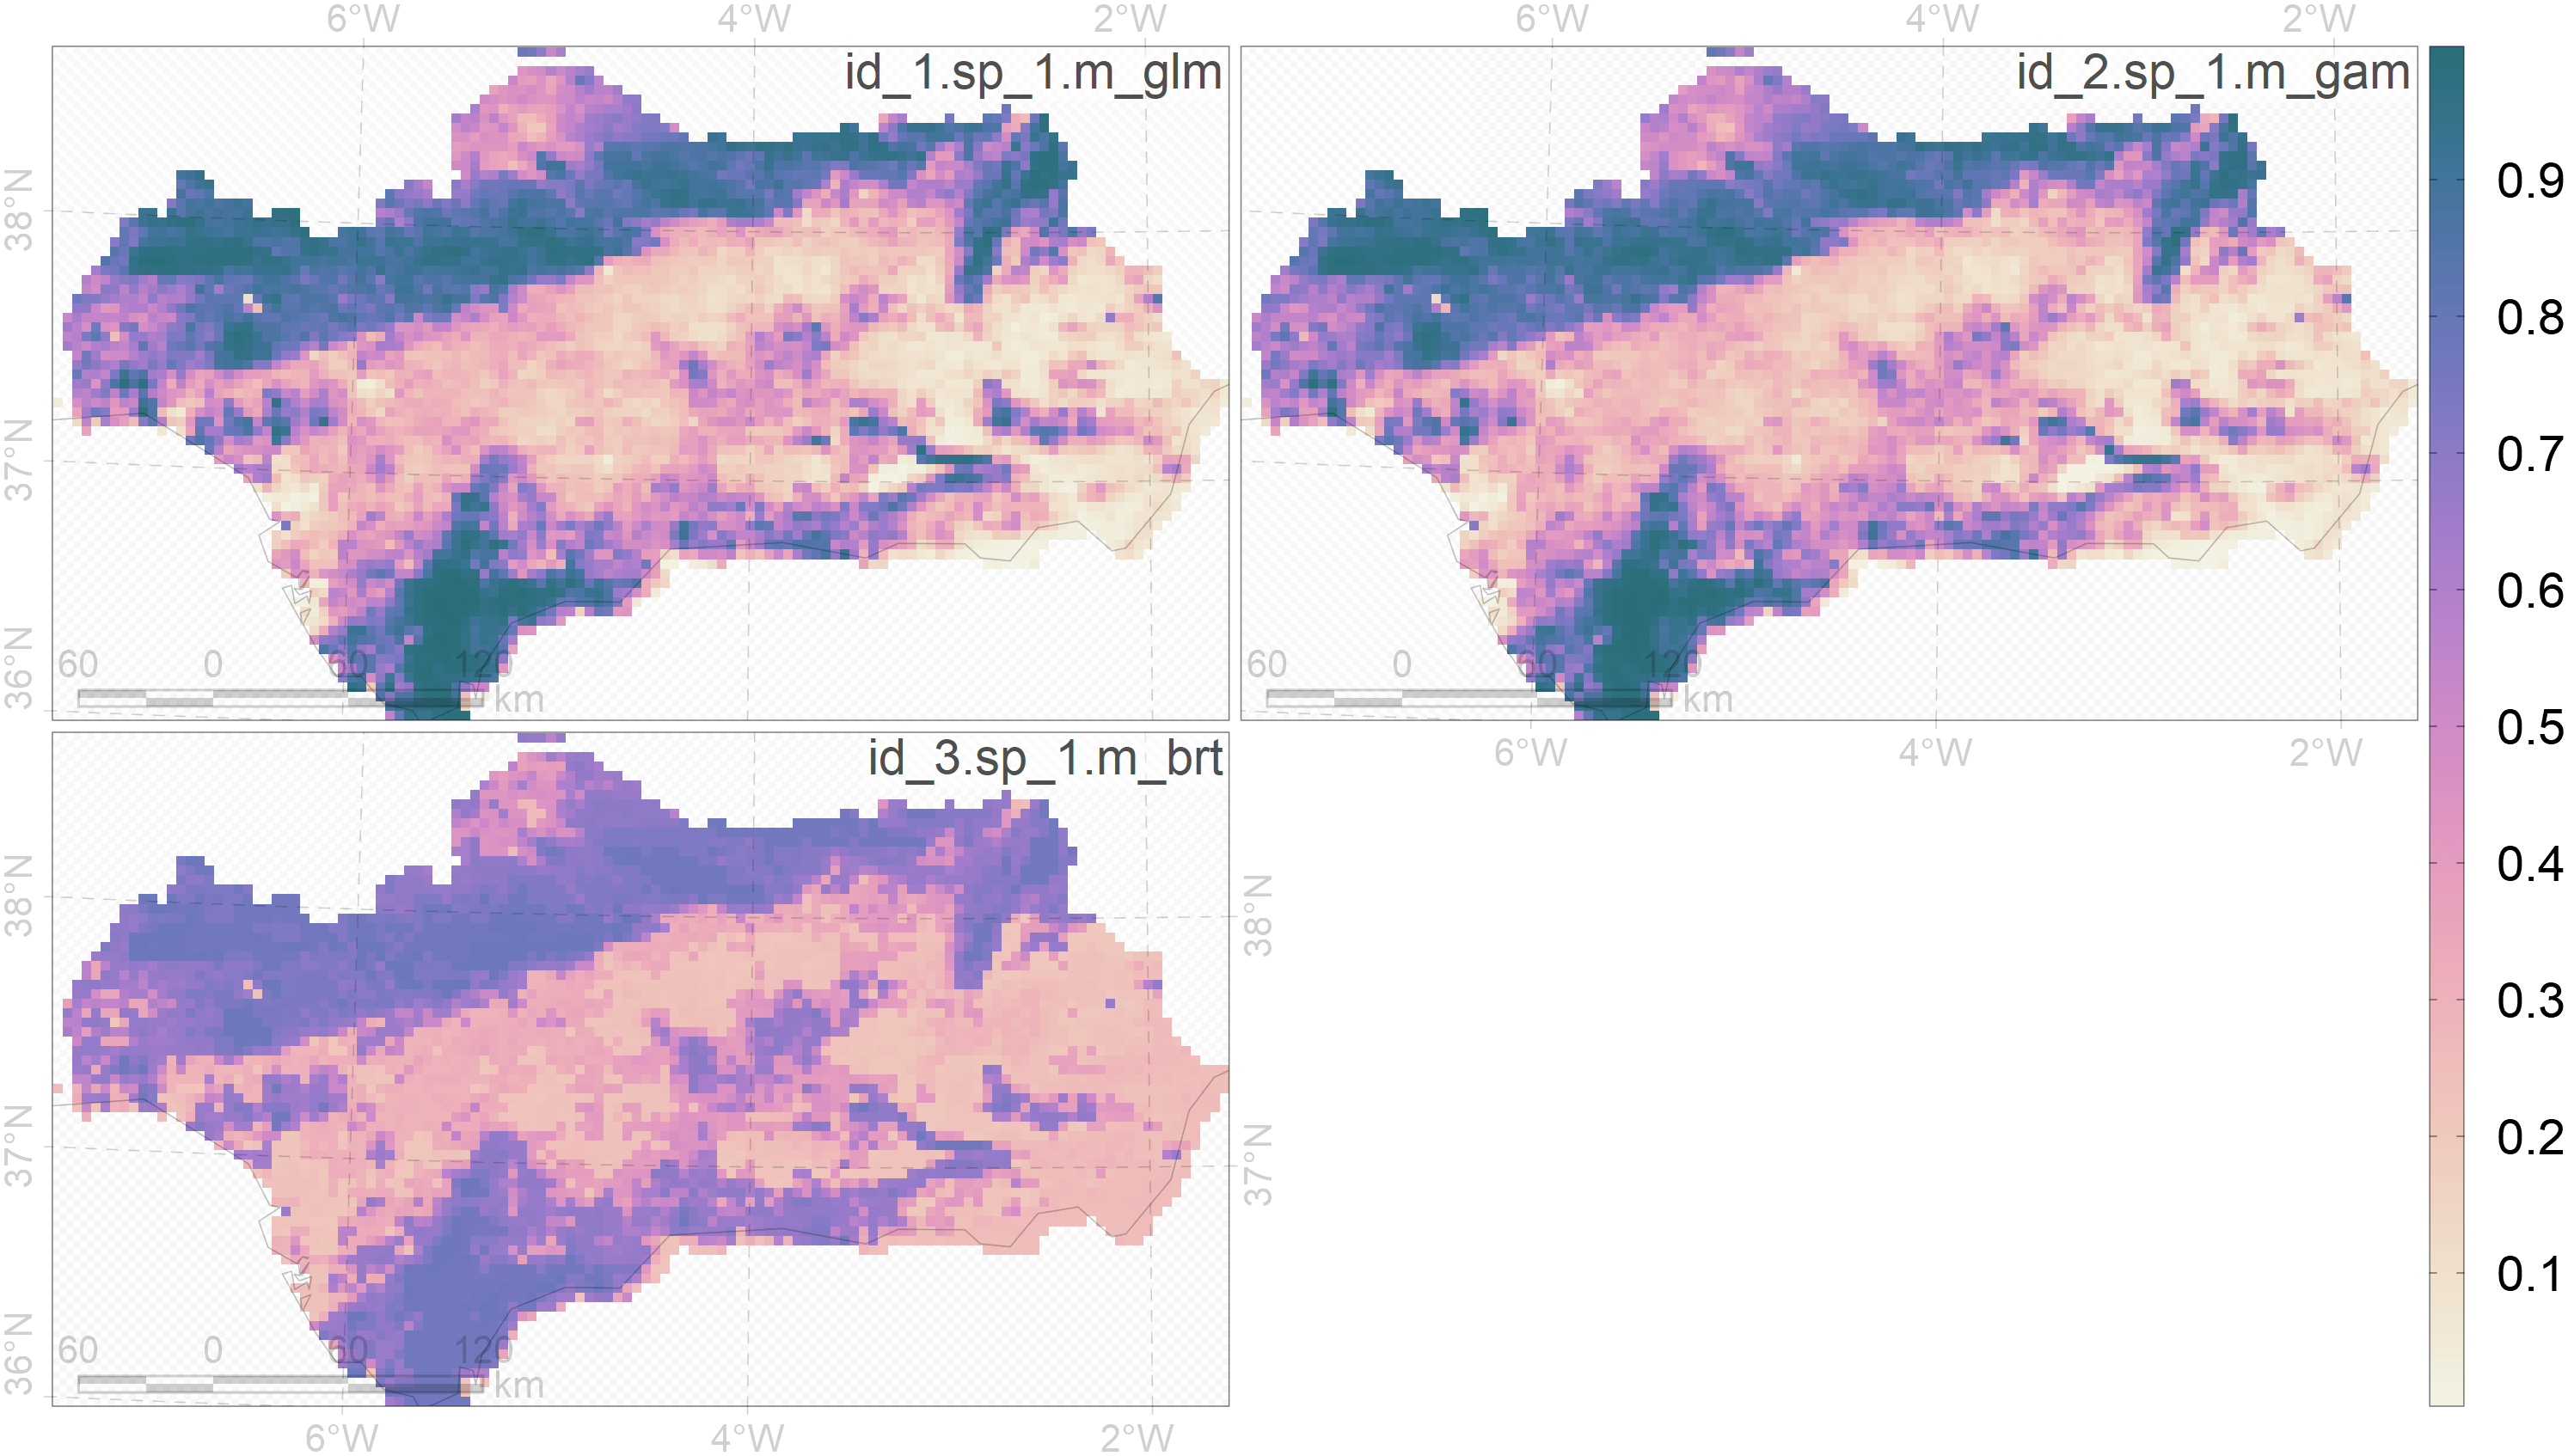 6°W 4°W 2°W 6°W 4°W 2°W
id_1.sp_1.m_glm
id_2.sp_1.m_gam
38°N
37°N
36°N
60 0 60 120 km
60 0 60 120 km
6°W 4°W 2°W
id_3.sp_1.m_brt
38°N
37°N
36°N
38°N
37°N
60 0 60 120 km
6°W 4°W 2°W
0.9
0.8
0.7
0.6
0.5
0.4
0.3
0.2
0.1